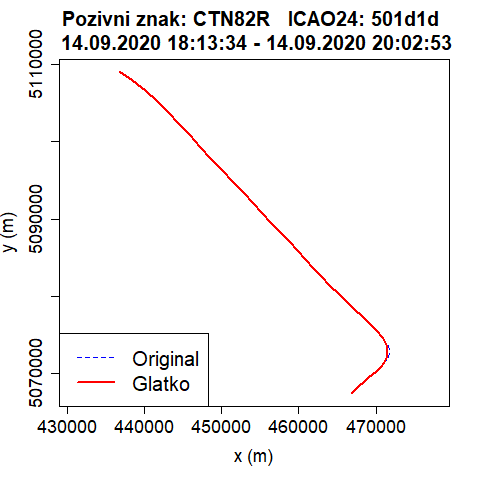 Pozivni znak: CTN82R   ICAO24: 501d1d
14.09.2020 18:13:34 - 14.09.2020 20:02:53
5110000
5090000
5070000
y (m)
Original
Glatko
430000 440000 450000 460000 470000
x (m)